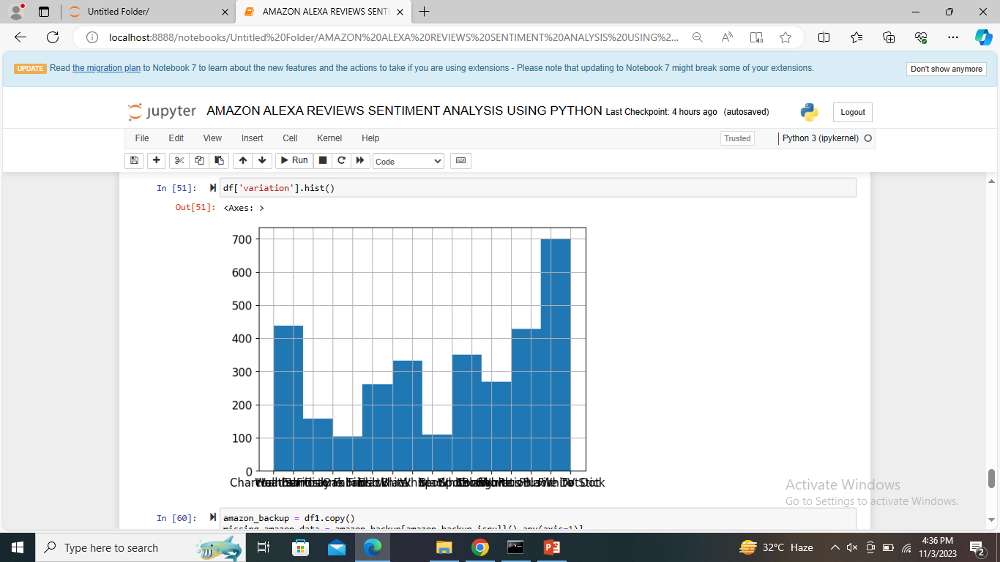 Untitled Folder/
AMAZON ALEXA REVIEWS SENTI
localhost:8888/notebooks/Untitled%20Folder/AMAZON%20ALEXA%20REVIEWS%20SENTIMENT%20ANALYSIS%20USING%2...
UPDATE Read the migration plan to Notebook 7 to learn about the new features and the actions to take if you are using extensions - Please note that updating to Notebook 7 might break some of your extensions.
Don't show anymore
jupyter AMAZON ALEXA REVIEWS SENTIMENT ANALYSIS USING PYTHON Last Checkpoint: 4 hours ago (autosaved)
Logout
File Edit View Insert Cell Kernel Help
Trusted
Python 3 (ipykernel)
Run
Code
In [51]: df['variation'].hist()
Out[51]: <Axes: >
700
600
500
400
300
200
100
0
In [60]: amazon_backup = df1.copy()
missing_amazon_data = amazon_backup[amazon_backup.isnull().any(axis=1)]
Activate Windows
Go to Settings to activate Windows.
Type here to search
32°C Haze
4:36 PM
11/3/2023
2